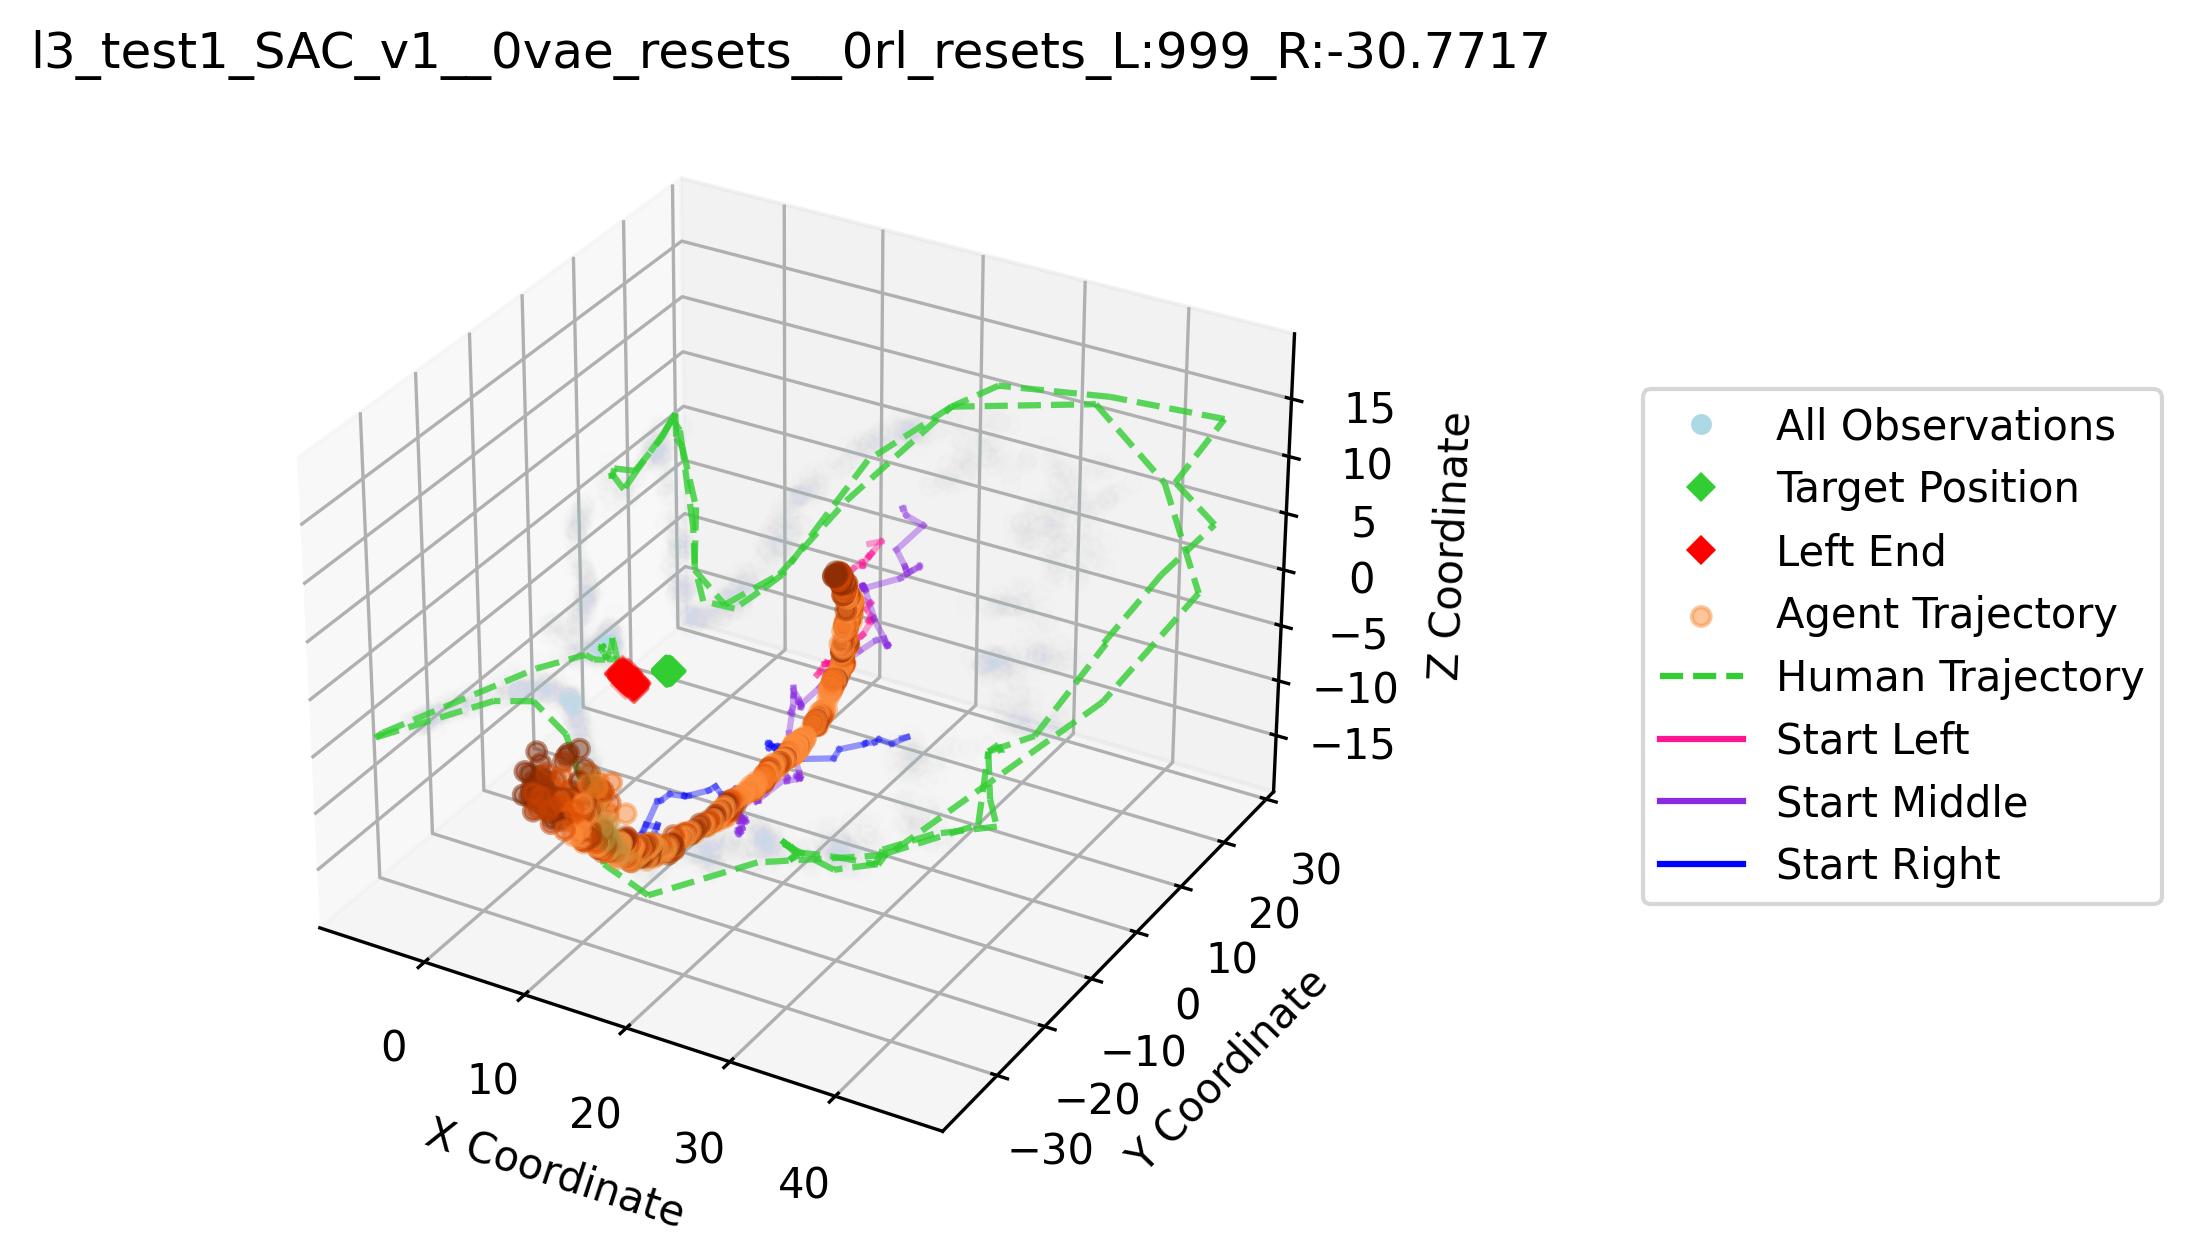 l3_test1_SAC_v1__0vae_resets__0rl_resets_L:999_R:-30.7717
15
10
5
0
−5
−10
−15
Z Coordinate
30
20
10
0
−10
−20
−30
Y Coordinate
0
10
20
30
40
X Coordinate
All Observations
Target Position
Left End
Agent Trajectory
Human Trajectory
Start Left
Start Middle
Start Right